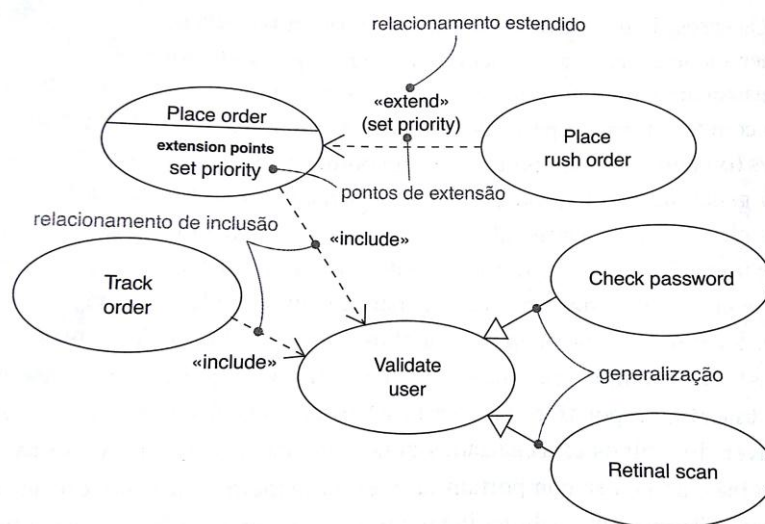 relacionamento estendido
«extend»
(set priority)
Place order
extension points
set priority
Place
rush order
pontos de extensão
relacionamento de inclusão
«include»
Track
order
Check password
«include»
Validate
user
generalização
Retinal scan